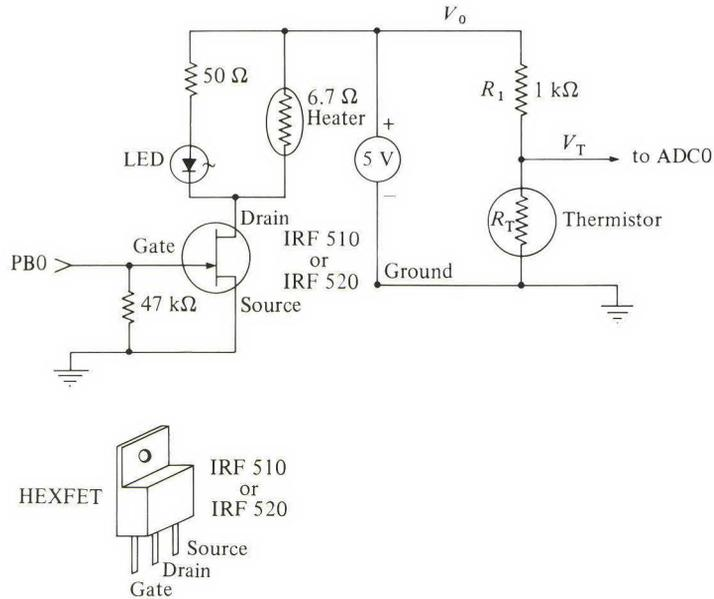 V₀
50 Ω
6.7 Ω
Heater
R₁
1 kΩ
+
5 V
−
LED
V_T
to ADC0
R_T
Thermistor
Drain
Gate
IRF 510
or
IRF 520
PB0
Ground
47 kΩ
Source
HEXFET
IRF 510
or
IRF 520
Source
Drain
Gate